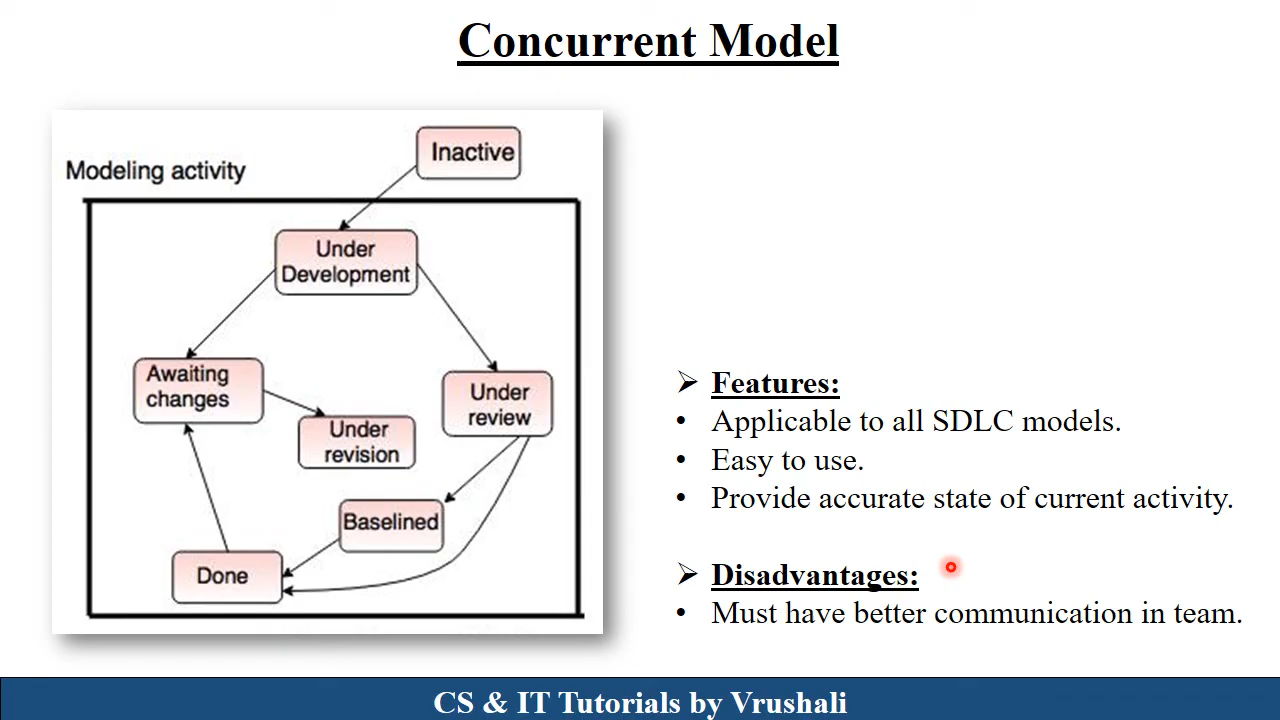 Concurrent Model
Modeling activity
Inactive
Under
Development
Awaiting
changes
Under
review
Under
revision
Baselined
Done
➢ Features:
• Applicable to all SDLC models.
• Easy to use.
• Provide accurate state of current activity.
➢ Disadvantages:
• Must have better communication in team.
CS & IT Tutorials by Vrushali